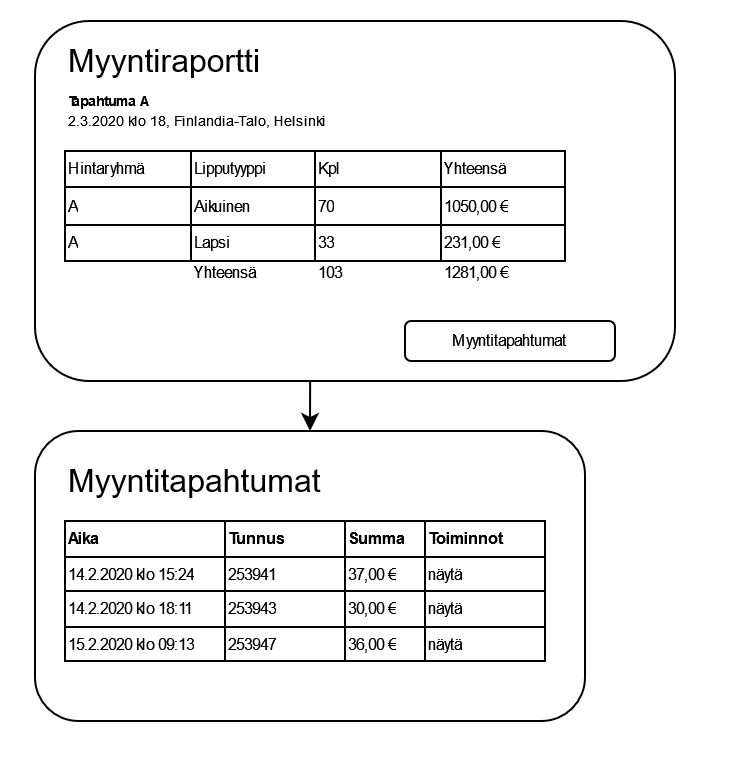 Myyntiraportti
Tapahtuma A
2.3.2020 klo 18, Finlandia-Talo, Helsinki
Hintaryhmä Lipputyyppi Kpl Yhteensä
A Aikuinen 70 1050,00 €
A Lapsi 33 231,00 €
Yhteensä 103 1281,00 €
Myyntitapahtumat
Myyntitapahtumat
Aika Tunnus Summa Toiminnot
14.2.2020 klo 15:24 253941 37,00 € näytä
14.2.2020 klo 18:11 253943 30,00 € näytä
15.2.2020 klo 09:13 253947 36,00 € näytä